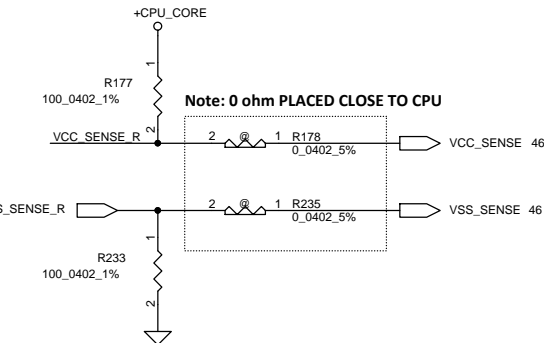 +CPU_CORE
1
R177
100_0402_1%
2
Note: 0 ohm PLACED CLOSE TO CPU
VCC_SENSE_R
2 @ 1 R178
0_0402_5%
VCC_SENSE 46
S_SENSE_R
2 @ 1 R235
0_0402_5%
VSS_SENSE 46
1
R233
100_0402_1%
2